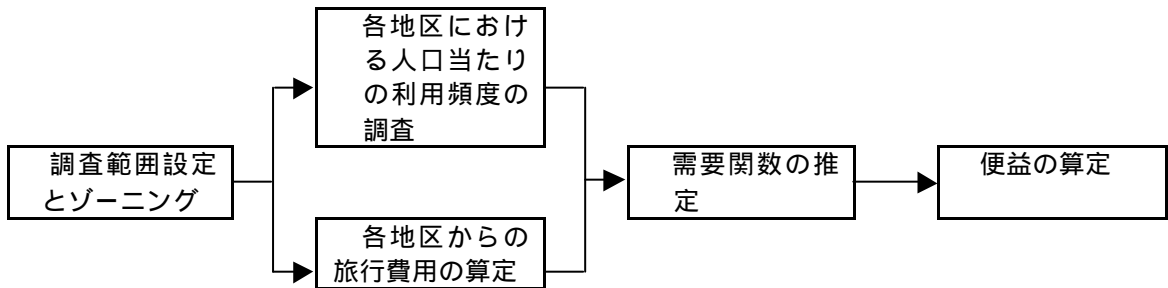 調査範囲設定
とゾーニング
各地区におけ
る人口当たり
の利用頻度の
調査
各地区からの
旅行費用の算定
需要関数の推
定
便益の算定